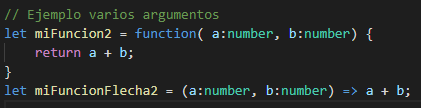 // Ejemplo varios argumentos
let miFuncion2 = function( a:number, b:number) {
    return a + b;
}
let miFuncionFlecha2 = (a:number, b:number) => a + b;